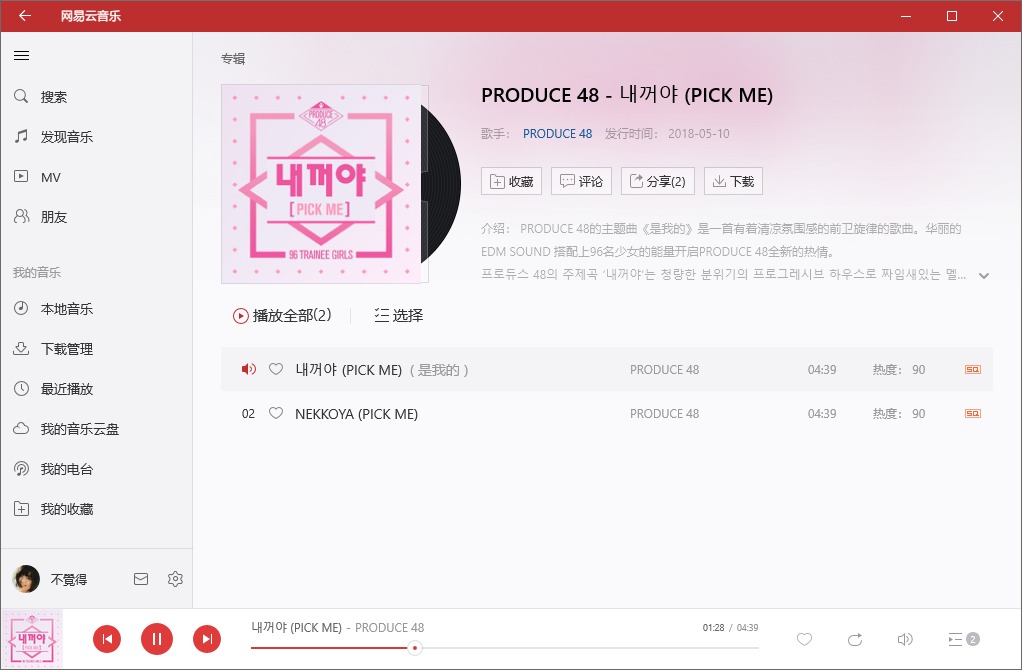 网易云音乐
搜索
发现音乐
MV
朋友
我的音乐
本地音乐
下载管理
最近播放
我的音乐云盘
我的电台
我的收藏
不覺得
专辑
PRODUCE 48
내꺼야
[PICK ME]
96 TRAINEE GIRLS
PRODUCE 48 - 내꺼야 (PICK ME)
歌手： PRODUCE 48 发行时间： 2018-05-10
收藏 评论 分享(2) 下载
介绍： PRODUCE 48的主题曲《是我的》是一首有着清凉氛围感的前卫旋律的歌曲。华丽的
EDM SOUND 搭配上96名少女的能量开启PRODUCE 48全新的热情。
프로듀스 48의 주제곡 '내꺼야'는 청량한 분위기의 프로그레시브 하우스로 짜임새있는 멜...
播放全部(2) 选择
내꺼야 (PICK ME) ( 是我的 ) PRODUCE 48 04:39 热度： 90 SQ
02 NEKKOYA (PICK ME) PRODUCE 48 04:39 热度： 90 SQ
내꺼야
[PICK ME]
내꺼야 (PICK ME) - PRODUCE 48 01:28 / 04:39
2